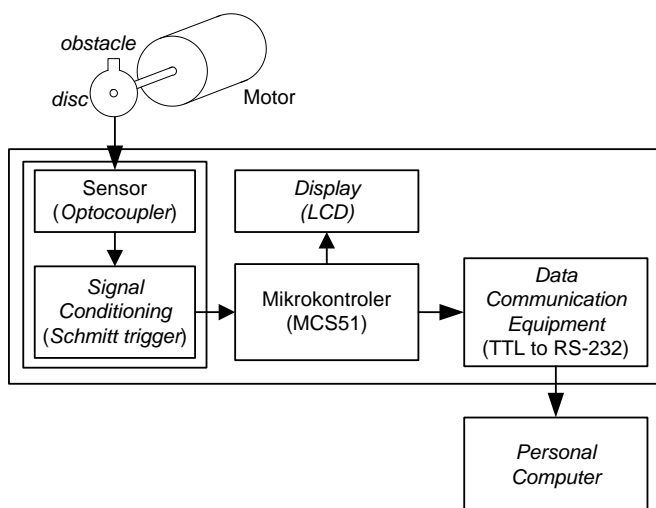 obstacle
disc
Motor
Sensor
(Optocoupler)
Display
(LCD)
Signal
Conditioning
(Schmitt trigger)
Mikrokontroler
(MCS51)
Data
Communication
Equipment
(TTL to RS-232)
Personal
Computer